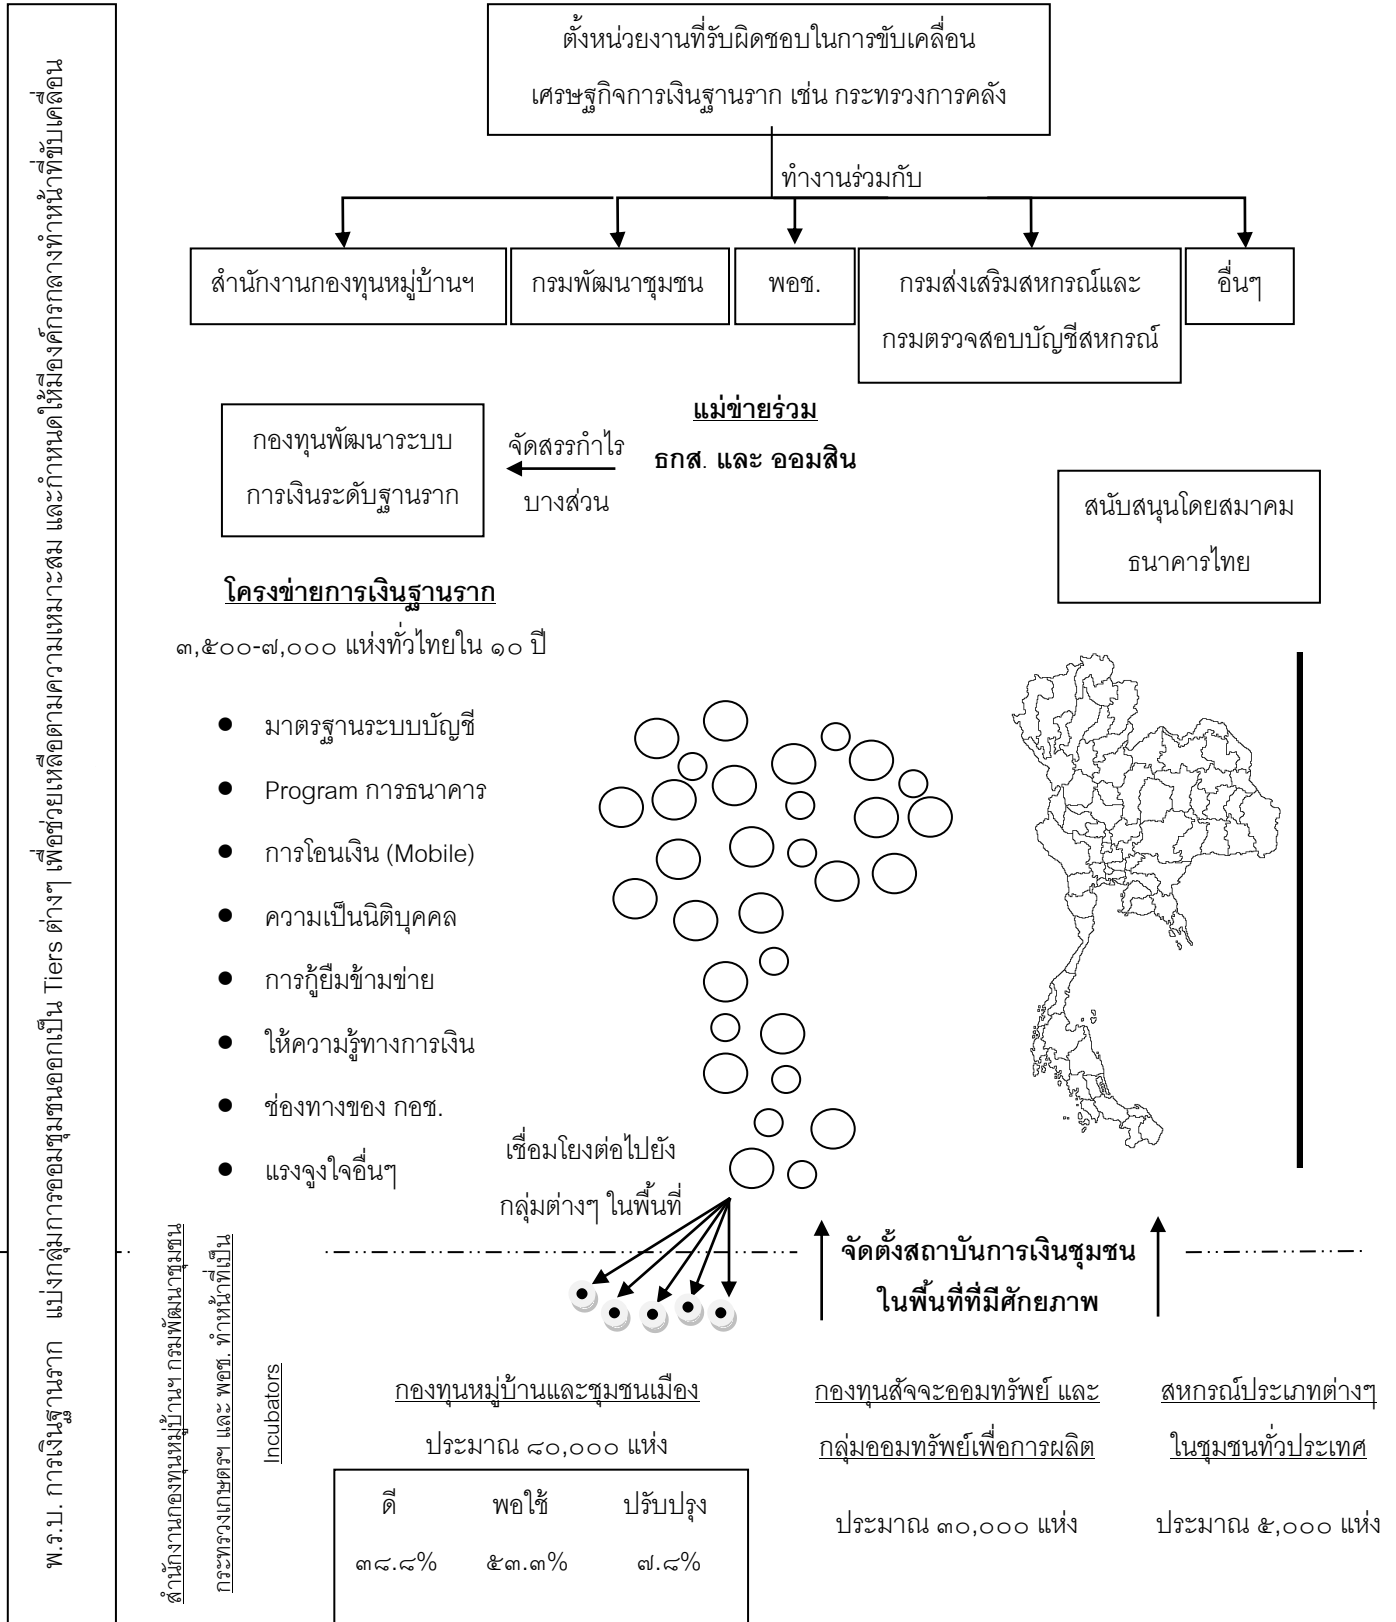 พ.ร.บ. การเงินฐานราก แบ่งกลุ่มการออมชุมชนออกเป็น Tiers ต่างๆ เพื่อช่วยเหลือตามความเหมาะสม และกำหนดให้มีองค์กรกลางทำหน้าที่ขับเคลื่อน
ตั้งหน่วยงานที่รับผิดชอบในการขับเคลื่อน
เศรษฐกิจการเงินฐานราก เช่น กระทรวงการคลัง
ทำงานร่วมกับ
สำนักงานกองทุนหมู่บ้านฯ
กรมพัฒนาชุมชน
พอช.
กรมส่งเสริมสหกรณ์และ
กรมตรวจสอบบัญชีสหกรณ์
อื่นๆ
แม่ข่ายร่วม
ธกส. และ ออมสิน
จัดสรรกำไร
บางส่วน
กองทุนพัฒนาระบบ
การเงินระดับฐานราก
สนับสนุนโดยสมาคม
ธนาคารไทย
โครงข่ายการเงินฐานราก
๓,๕๐๐-๗,๐๐๐ แห่งทั่วไทยใน ๑๐ ปี
● มาตรฐานระบบบัญชี
● Program การธนาคาร
● การโอนเงิน (Mobile)
● ความเป็นนิติบุคคล
● การกู้ยืมข้ามข่าย
● ให้ความรู้ทางการเงิน
● ช่องทางของ กอช.
● แรงจูงใจอื่นๆ
เชื่อมโยงต่อไปยัง
กลุ่มต่างๆ ในพื้นที่
จัดตั้งสถาบันการเงินชุมชน
ในพื้นที่ที่มีศักยภาพ
สำนักงานกองทุนหมู่บ้านฯ กรมพัฒนาชุมชน
กระทรวงเกษตรฯ และ พอช. ทำหน้าที่เป็น
Incubators
กองทุนหมู่บ้านและชุมชนเมือง
ประมาณ ๘๐,๐๐๐ แห่ง
ดี พอใช้ ปรับปรุง
๓๘.๘% ๕๓.๓% ๗.๘%
กองทุนสัจจะออมทรัพย์ และ
กลุ่มออมทรัพย์เพื่อการผลิต
ประมาณ ๓๐,๐๐๐ แห่ง
สหกรณ์ประเภทต่างๆ
ในชุมชนทั่วประเทศ
ประมาณ ๕,๐๐๐ แห่ง